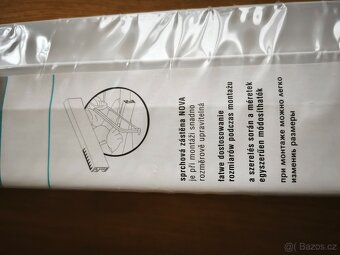 sprchová zástěna NOVA
je při montáži snadno
rozměrově upravitelná
łatwe dostosowanie
rozmiarów podczas montażu
a szerelés során a méretek
egyszerűen módosíthatók
при монтаже можно легко
изменить размеры
Bazos.cz